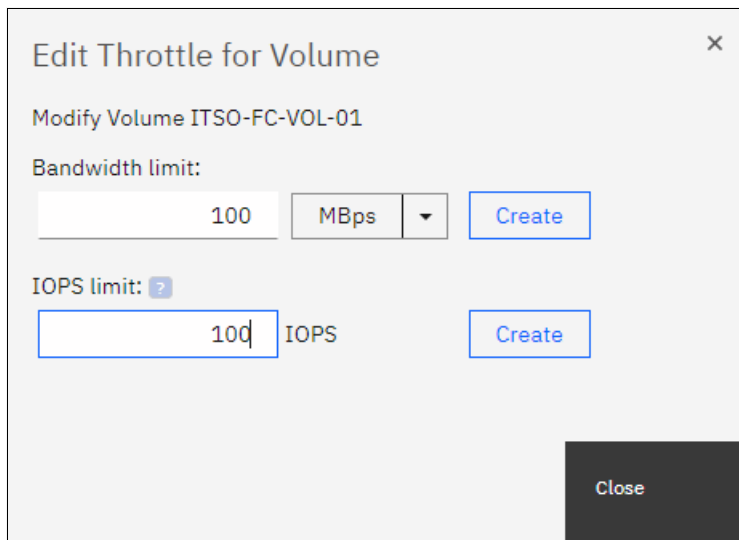 Edit Throttle for Volume
Modify Volume ITSO-FC-VOL-01
Bandwidth limit:
100 MBps Create
IOPS limit: ?
100 IOPS Create
Close